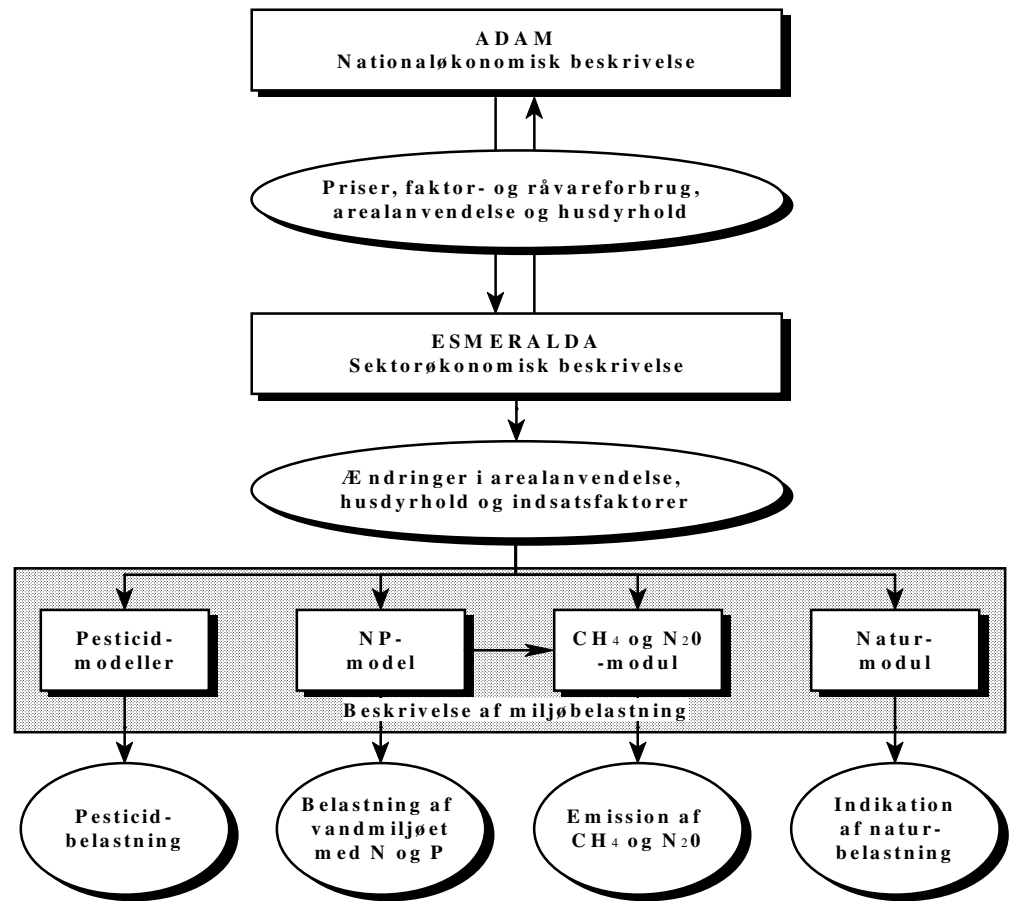 ADAM
Nationaløkonomisk beskrivelse
Priser, faktor- og råvareforbrug,
arealanvendelse og husdyrhold
ESMERALDA
Sektorøkonomisk beskrivelse
Ændringer i arealanvendelse,
husdyrhold og indsatsfaktorer
Pesticid-
modeller
NP-
model
CH₄ og N₂0
-modul
Natur-
modul
Beskrivelse af miljøbelastning
Pesticid-
belastning
Belastning af
vandmiljøet
med N og P
Emission af
CH₄ og N₂0
Indikation
af natur-
belastning